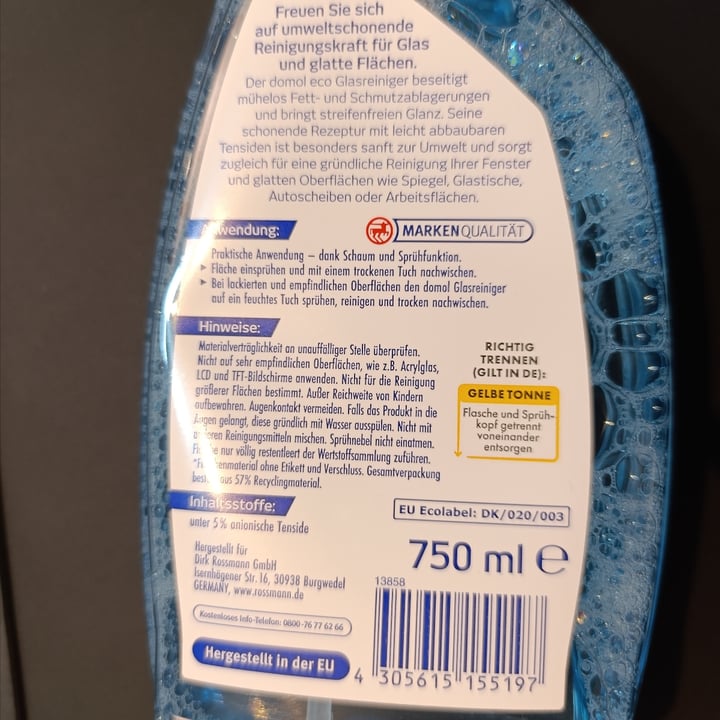 Freuen Sie sich
auf umweltschonende
Reinigungskraft für Glas
und glatte Flächen.
Der domol eco Glasreiniger beseitigt
mühelos Fett- und Schmutzablagerungen
und bringt streifenfreien Glanz. Seine
schonende Rezeptur mit leicht abbaubaren
Tensiden ist besonders sanft zur Umwelt und sorgt
zugleich für eine gründliche Reinigung Ihrer Fenster
und glatten Oberflächen wie Spiegel, Glastische,
Autoscheiben oder Arbeitsflächen.
Anwendung:
MARKENQUALITÄT
Praktische Anwendung – dank Schaum und Sprühfunktion.
Fläche einsprühen und mit einem trockenen Tuch nachwischen.
Bei lackierten und empfindlichen Oberflächen den domol Glasreiniger
auf ein feuchtes Tuch sprühen, reinigen und trocken nachwischen.
Hinweise:
Materialverträglichkeit an unauffälliger Stelle überprüfen.
Nicht auf sehr empfindlichen Oberflächen, wie z.B. Acrylglas,
LCD und TFT-Bildschirme anwenden. Nicht für die Reinigung
größerer Flächen bestimmt. Außer Reichweite von Kindern
aufbewahren. Augenkontakt vermeiden. Falls das Produkt in die
Augen gelangt, diese gründlich mit Wasser ausspülen. Nicht mit
anderen Reinigungsmitteln mischen. Sprühnebel nicht einatmen.
nur völlig restentleert der Wertstoffsammlung zuführen.
*Flaschenmaterial ohne Etikett und Verschluss. Gesamtverpackung
aus 57% Recyclingmaterial.
RICHTIG
TRENNEN
(GILT IN DE):
GELBE TONNE
Flasche und Sprüh-
kopf getrennt
voneinander
entsorgen
Inhaltsstoffe:
unter 5% anionische Tenside
EU Ecolabel: DK/020/003
Hergestellt für
Dirk Rossmann GmbH
Isernhägener Str. 16, 30938 Burgwedel
GERMANY, www.rossmann.de
750 ml e
Kostenloses Info-Telefon: 0800-76 77 62 66
Hergestellt in der EU
13858
4 305615 155197